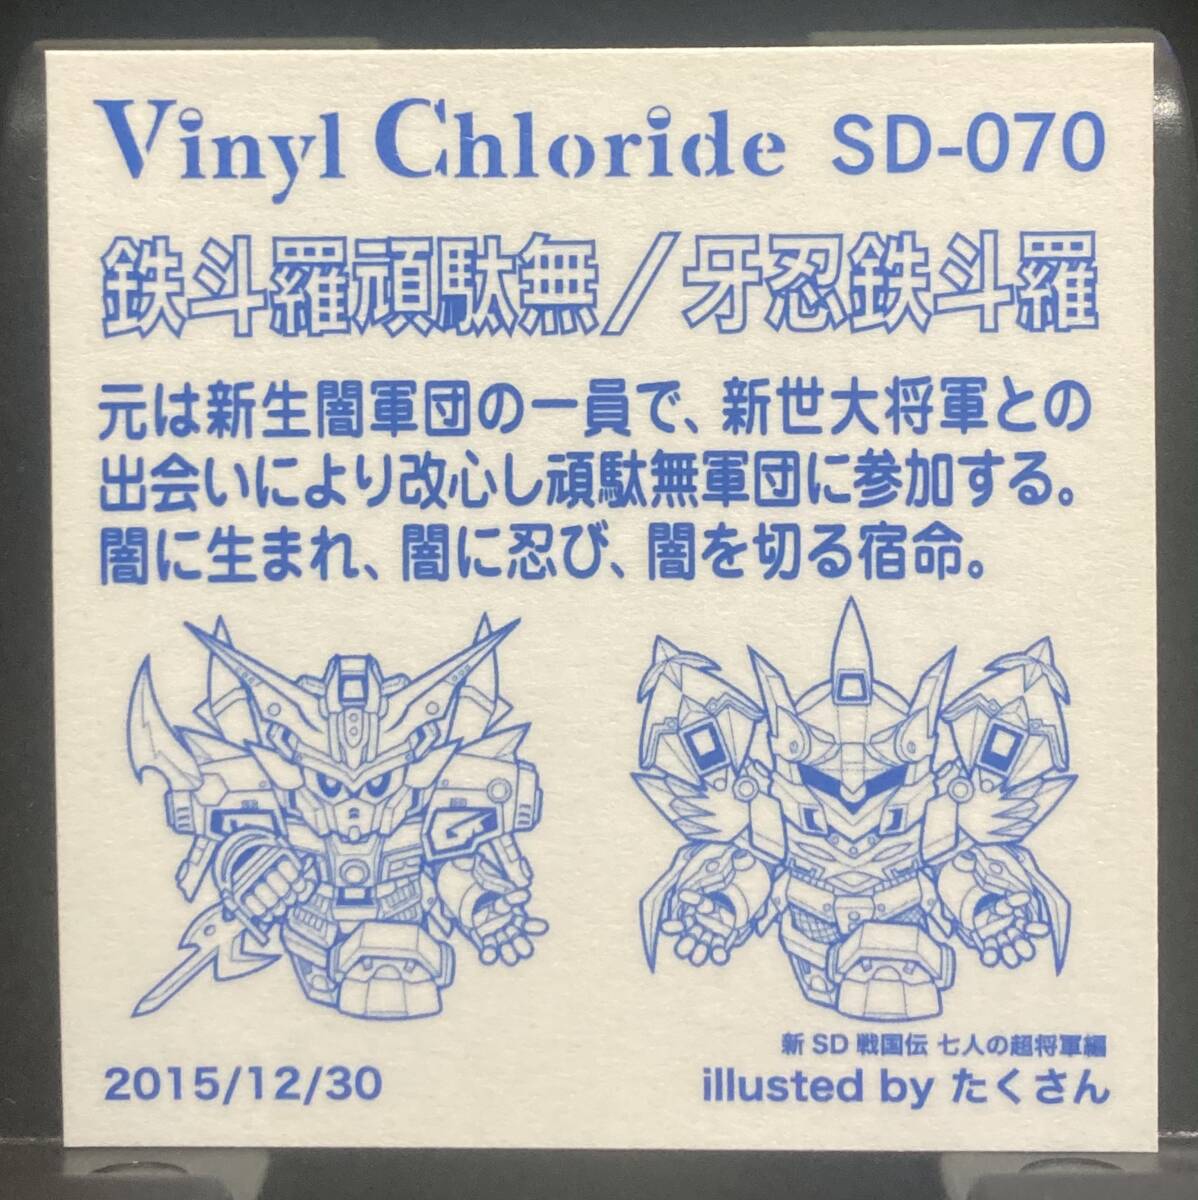 Vinyl Chloride SD-070
鉄斗羅頑駄無/牙忍鉄斗羅
元は新生闇軍団の一員で、新世大将軍との
出会いにより改心し頑駄無軍団に参加する。
闇に生まれ、闇に忍び、闇を切る宿命。
新SD戦国伝 七人の超将軍編
2015/12/30 illusted by たくさん